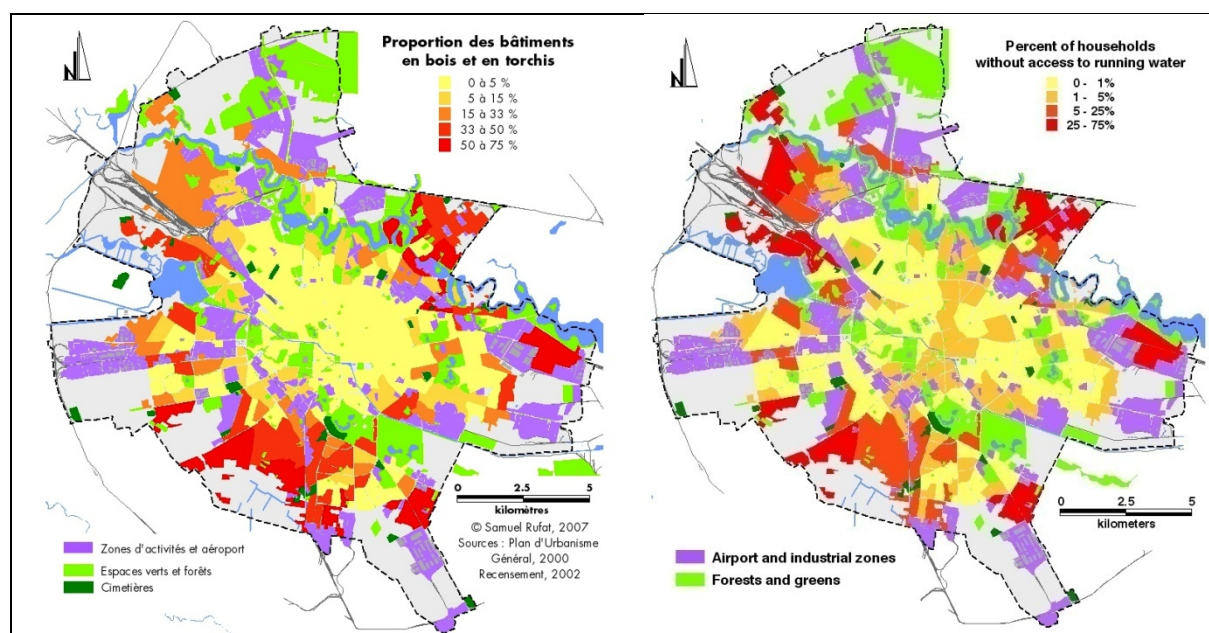 N
Proportion des bâtiments
en bois et en torchis
0 à 5 %
5 à 15 %
15 à 33 %
33 à 50 %
50 à 75 %
0 2.5 5
kilomètres
© Samuel Rufat, 2007
Sources : Plan d'Urbanisme
Général, 2000
Recensement, 2002
Zones d'activités et aéroport
Espaces verts et forêts
Cimetières
N
Percent of households
without access to running water
0 - 1%
1 - 5%
5 - 25%
25 - 75%
0 2.5 5
kilometers
Airport and industrial zones
Forests and greens